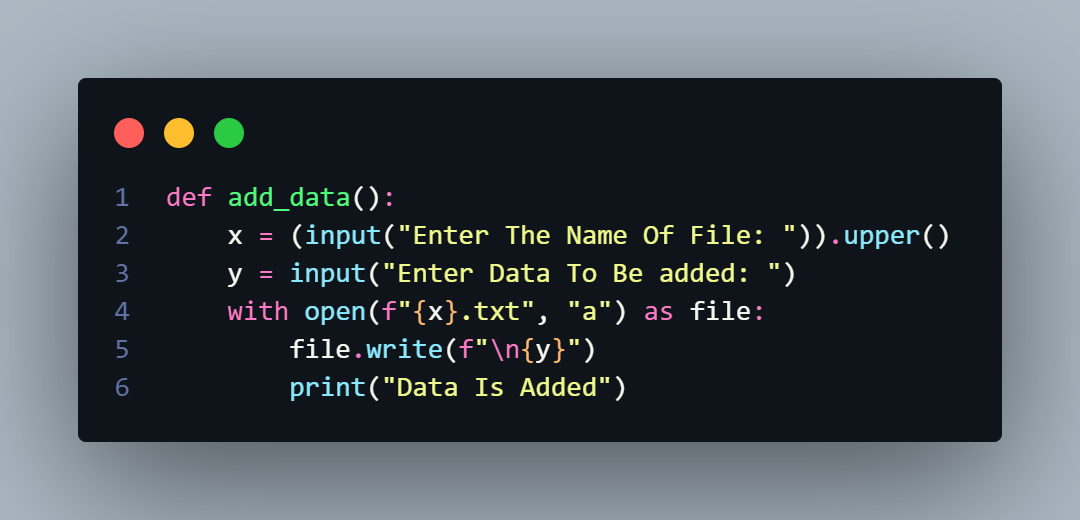 1 def add_data():
2     x = (input("Enter The Name Of File: ")).upper()
3     y = input("Enter Data To Be added: ")
4     with open(f"{x}.txt", "a") as file:
5         file.write(f"\n{y}")
6         print("Data Is Added")